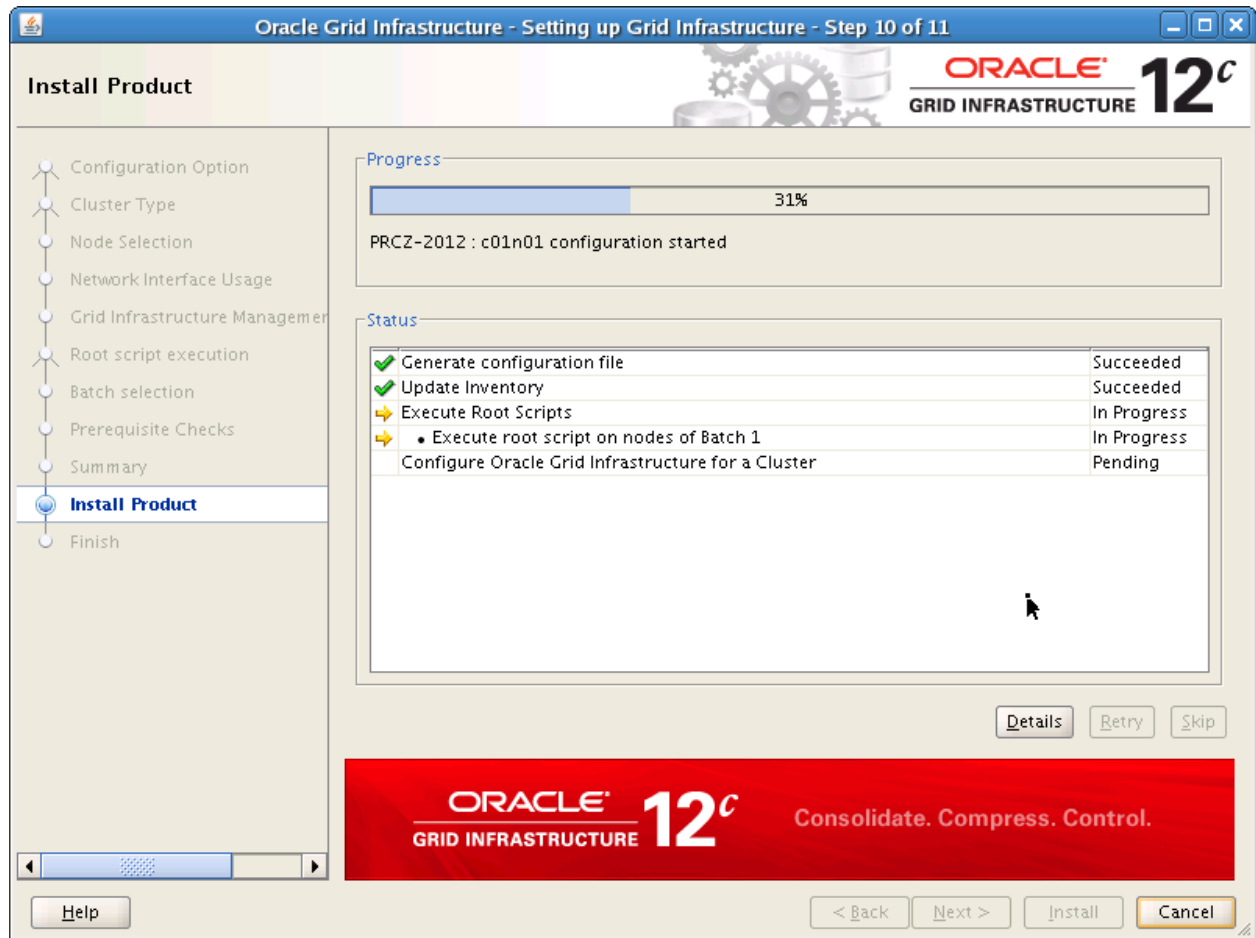 Oracle Grid Infrastructure - Setting up Grid Infrastructure - Step 10 of 11
Install Product
ORACLE
GRID INFRASTRUCTURE
12c
Configuration Option
Cluster Type
Node Selection
Network Interface Usage
Grid Infrastructure Managemer
Root script execution
Batch selection
Prerequisite Checks
Summary
Install Product
Finish
Progress
31%
PRCZ-2012 : c01n01 configuration started
Status
Generate configuration file Succeeded
Update Inventory Succeeded
Execute Root Scripts In Progress
• Execute root script on nodes of Batch 1 In Progress
Configure Oracle Grid Infrastructure for a Cluster Pending
Details Retry Skip
ORACLE
GRID INFRASTRUCTURE
12c
Consolidate. Compress. Control.
Help < Back Next > Install Cancel